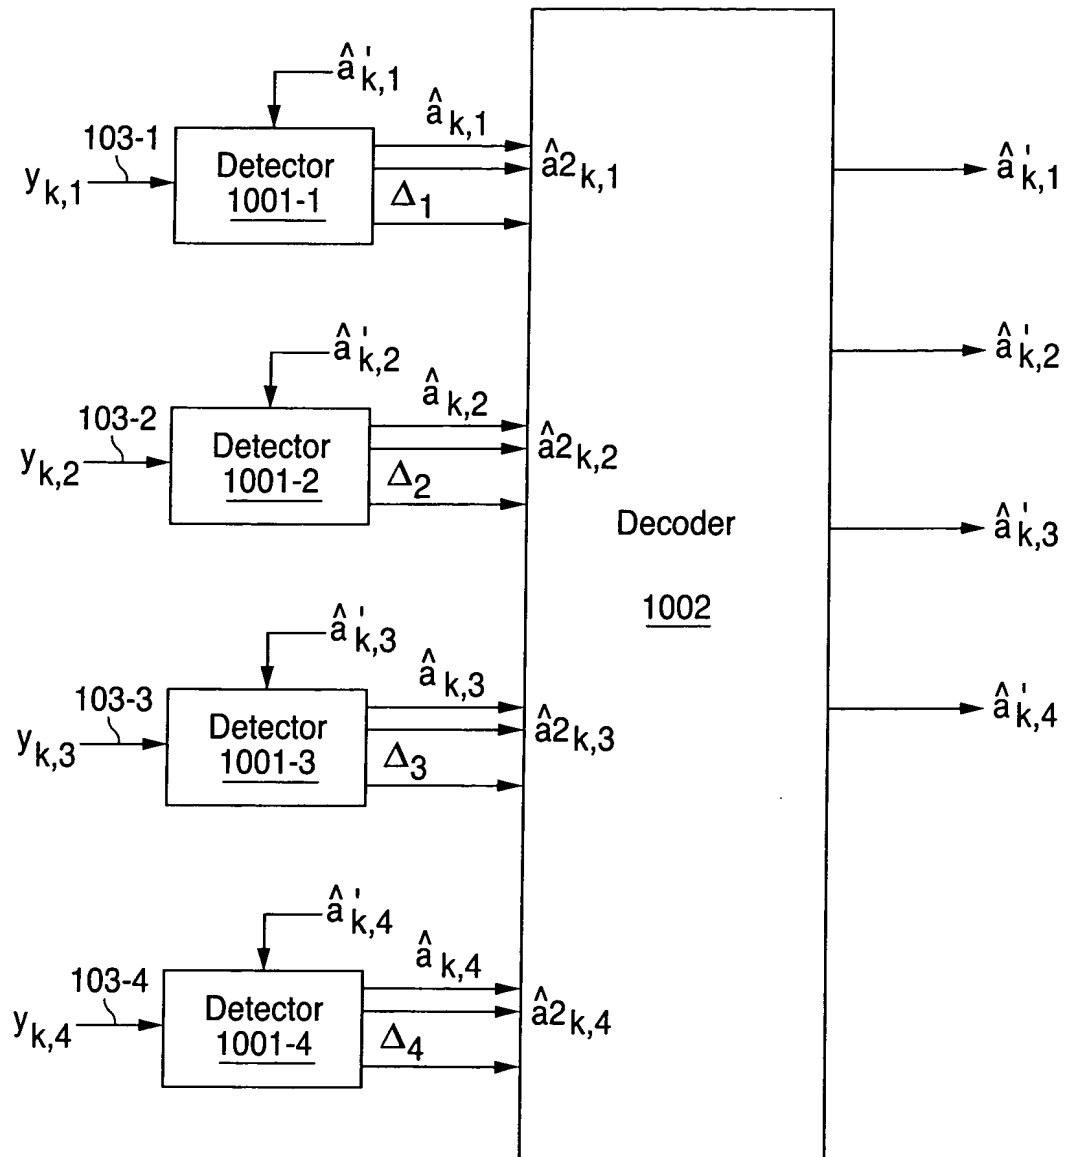 â'k,1
103-1
yk,1
Detector
1001-1
âk,1
â2k,1
Δ1
â'k,1
â'k,2
103-2
yk,2
Detector
1001-2
âk,2
â2k,2
Δ2
â'k,2
Decoder
1002
â'k,3
103-3
yk,3
Detector
1001-3
âk,3
â2k,3
Δ3
â'k,3
â'k,4
103-4
yk,4
Detector
1001-4
âk,4
â2k,4
Δ4
â'k,4